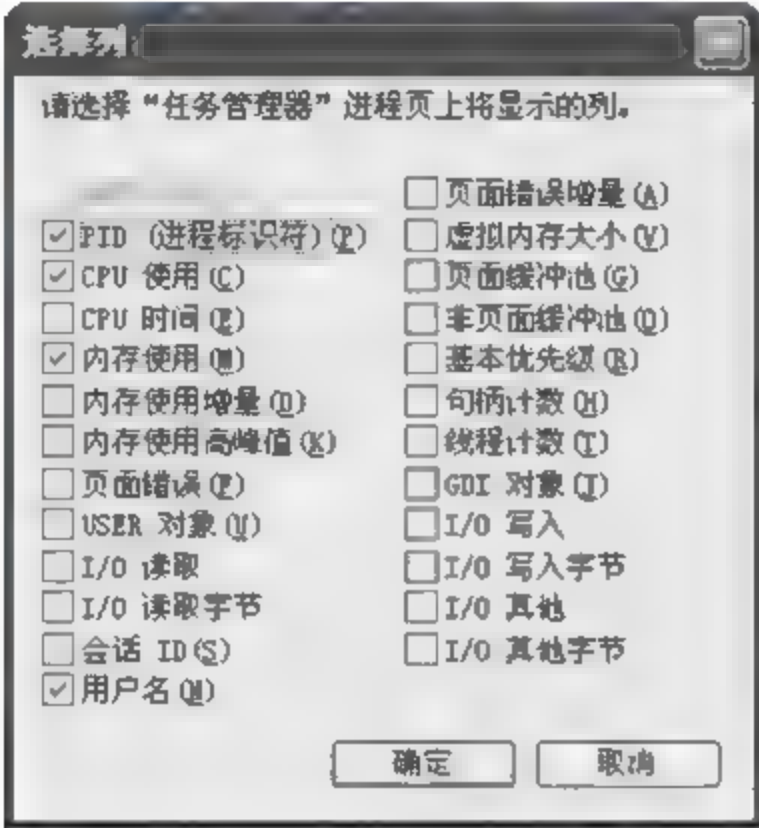 选择列
请选择“任务管理器”进程页上将显示的列。
PID (进程标识符)(P)
CPU 使用(C)
CPU 时间(E)
内存使用(M)
内存使用增量(D)
内存使用高峰值(K)
页面错误(F)
USER 对象(U)
I/O 读取
I/O 读取字节
会话 ID(S)
用户名(N)
页面错误增量(A)
虚拟内存大小(V)
页面缓冲池(G)
非页面缓冲池(O)
基本优先级(R)
句柄计数(H)
线程计数(T)
GDI 对象(J)
I/O 写入
I/O 写入字节
I/O 其他
I/O 其他字节
确定
取消